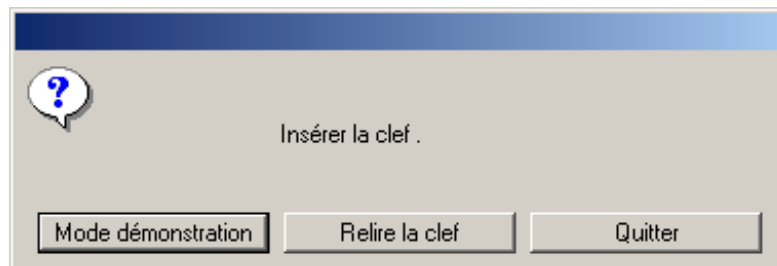 ?
Insérer la clef .
Mode démonstration
Relire la clef
Quitter